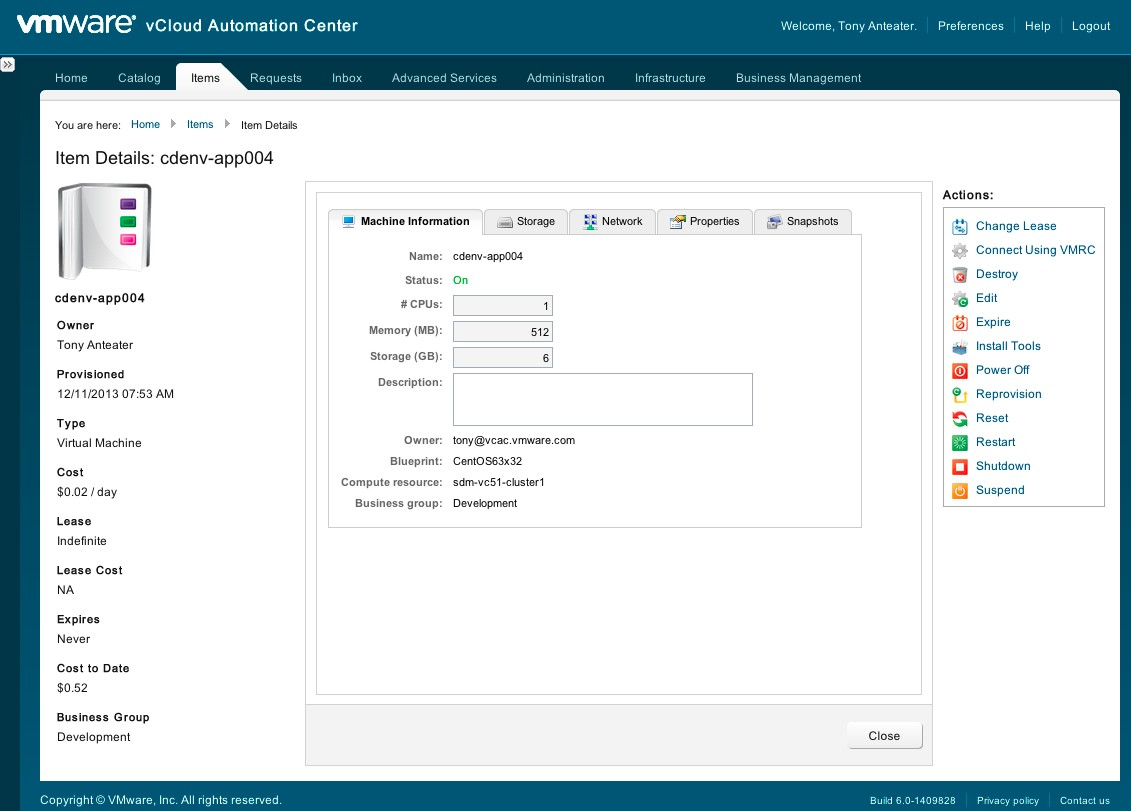 vmware® vCloud Automation Center
Welcome, Tony Anteater. Preferences Help Logout
Home Catalog Items Requests Inbox Advanced Services Administration Infrastructure Business Management
You are here: Home Items Item Details
Item Details: cdenv-app004
cdenv-app004
Owner
Tony Anteater
Provisioned
12/11/2013 07:53 AM
Type
Virtual Machine
Cost
$0.02 / day
Lease
Indefinite
Lease Cost
NA
Expires
Never
Cost to Date
$0.52
Business Group
Development
Machine Information Storage Network Properties Snapshots
Name: cdenv-app004
Status: On
# CPUs: 1
Memory (MB): 512
Storage (GB): 6
Description:
Owner: tony@vcac.vmware.com
Blueprint: CentOS63x32
Compute resource: sdm-vc51-cluster1
Business group: Development
Close
Actions:
Change Lease
Connect Using VMRC
Destroy
Edit
Expire
Install Tools
Power Off
Reprovision
Reset
Restart
Shutdown
Suspend
Copyright © VMware, Inc. All rights reserved.
Build 6.0-1409828 Privacy policy Contact us